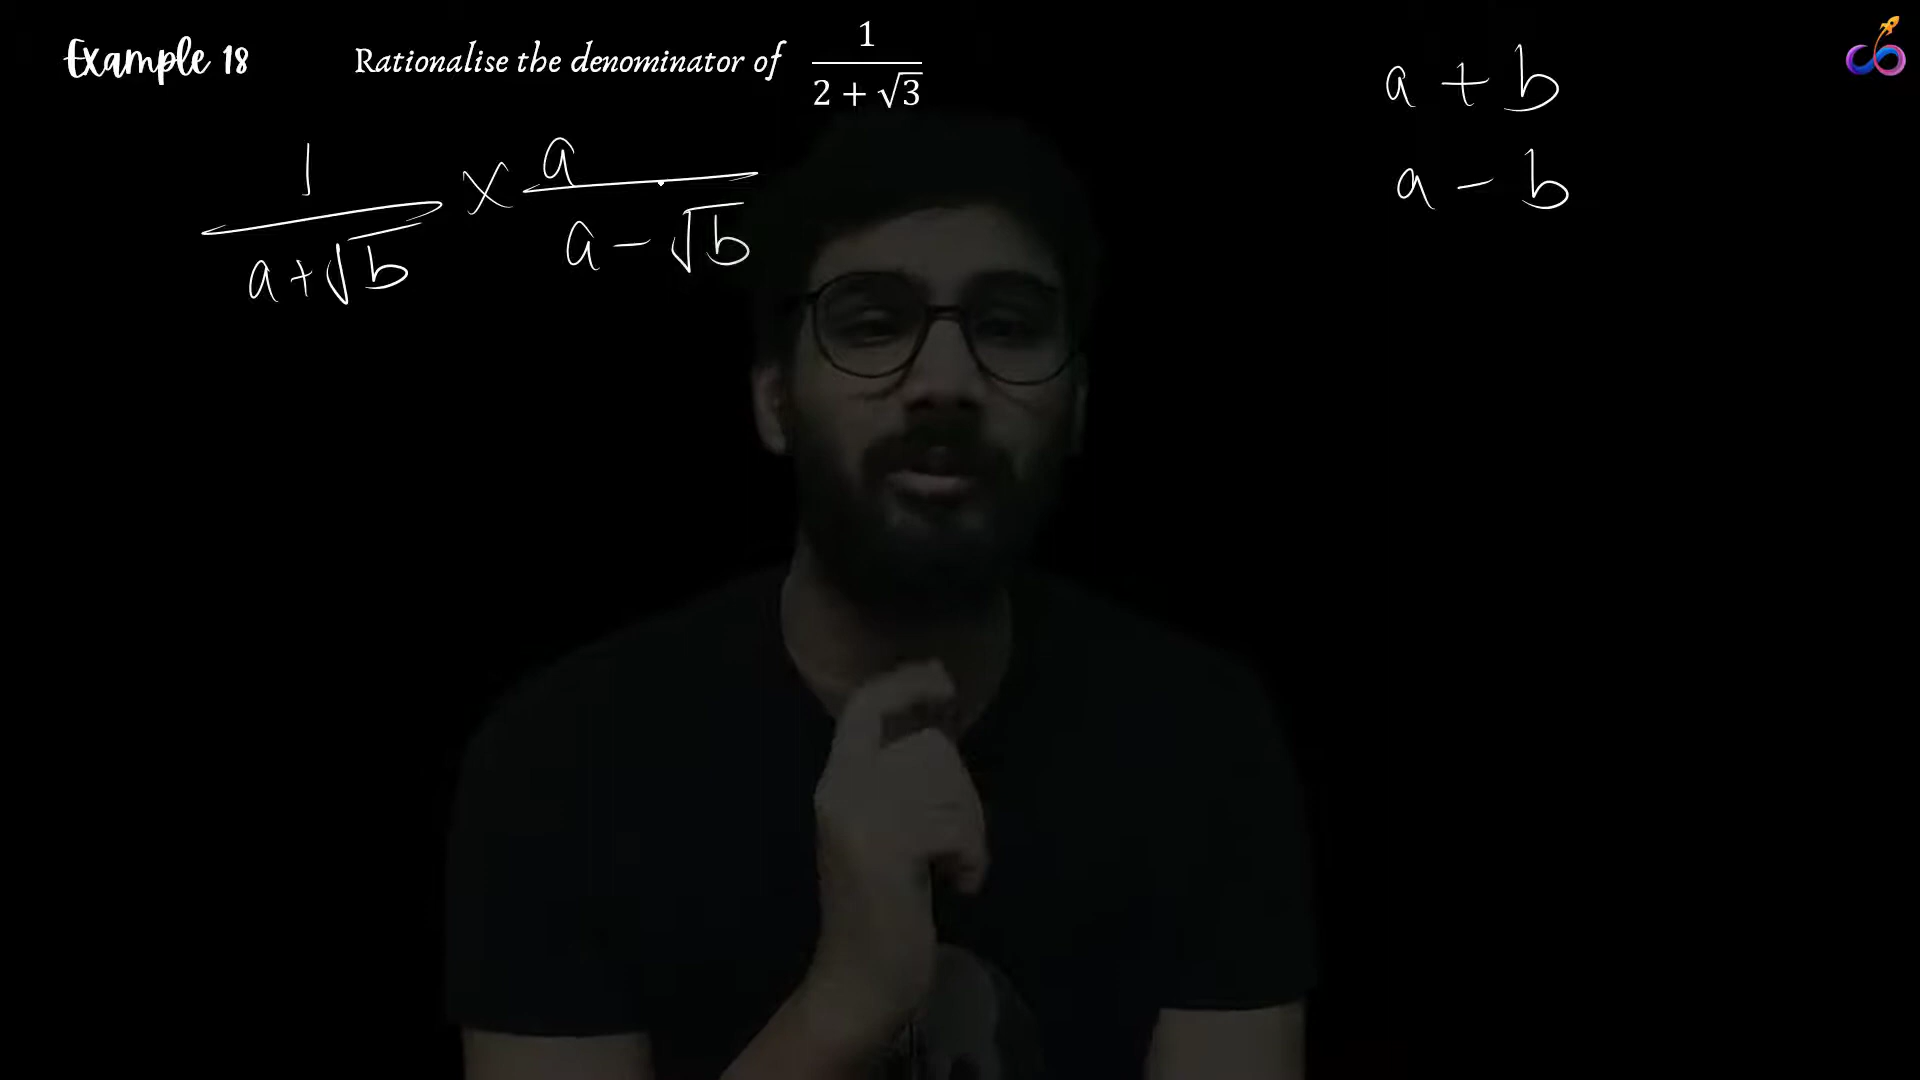 Example 18 Rationalise the denominator of 1/(2 + √3)
a + b
a - b
1/(a+√b) × a/(a-√b)